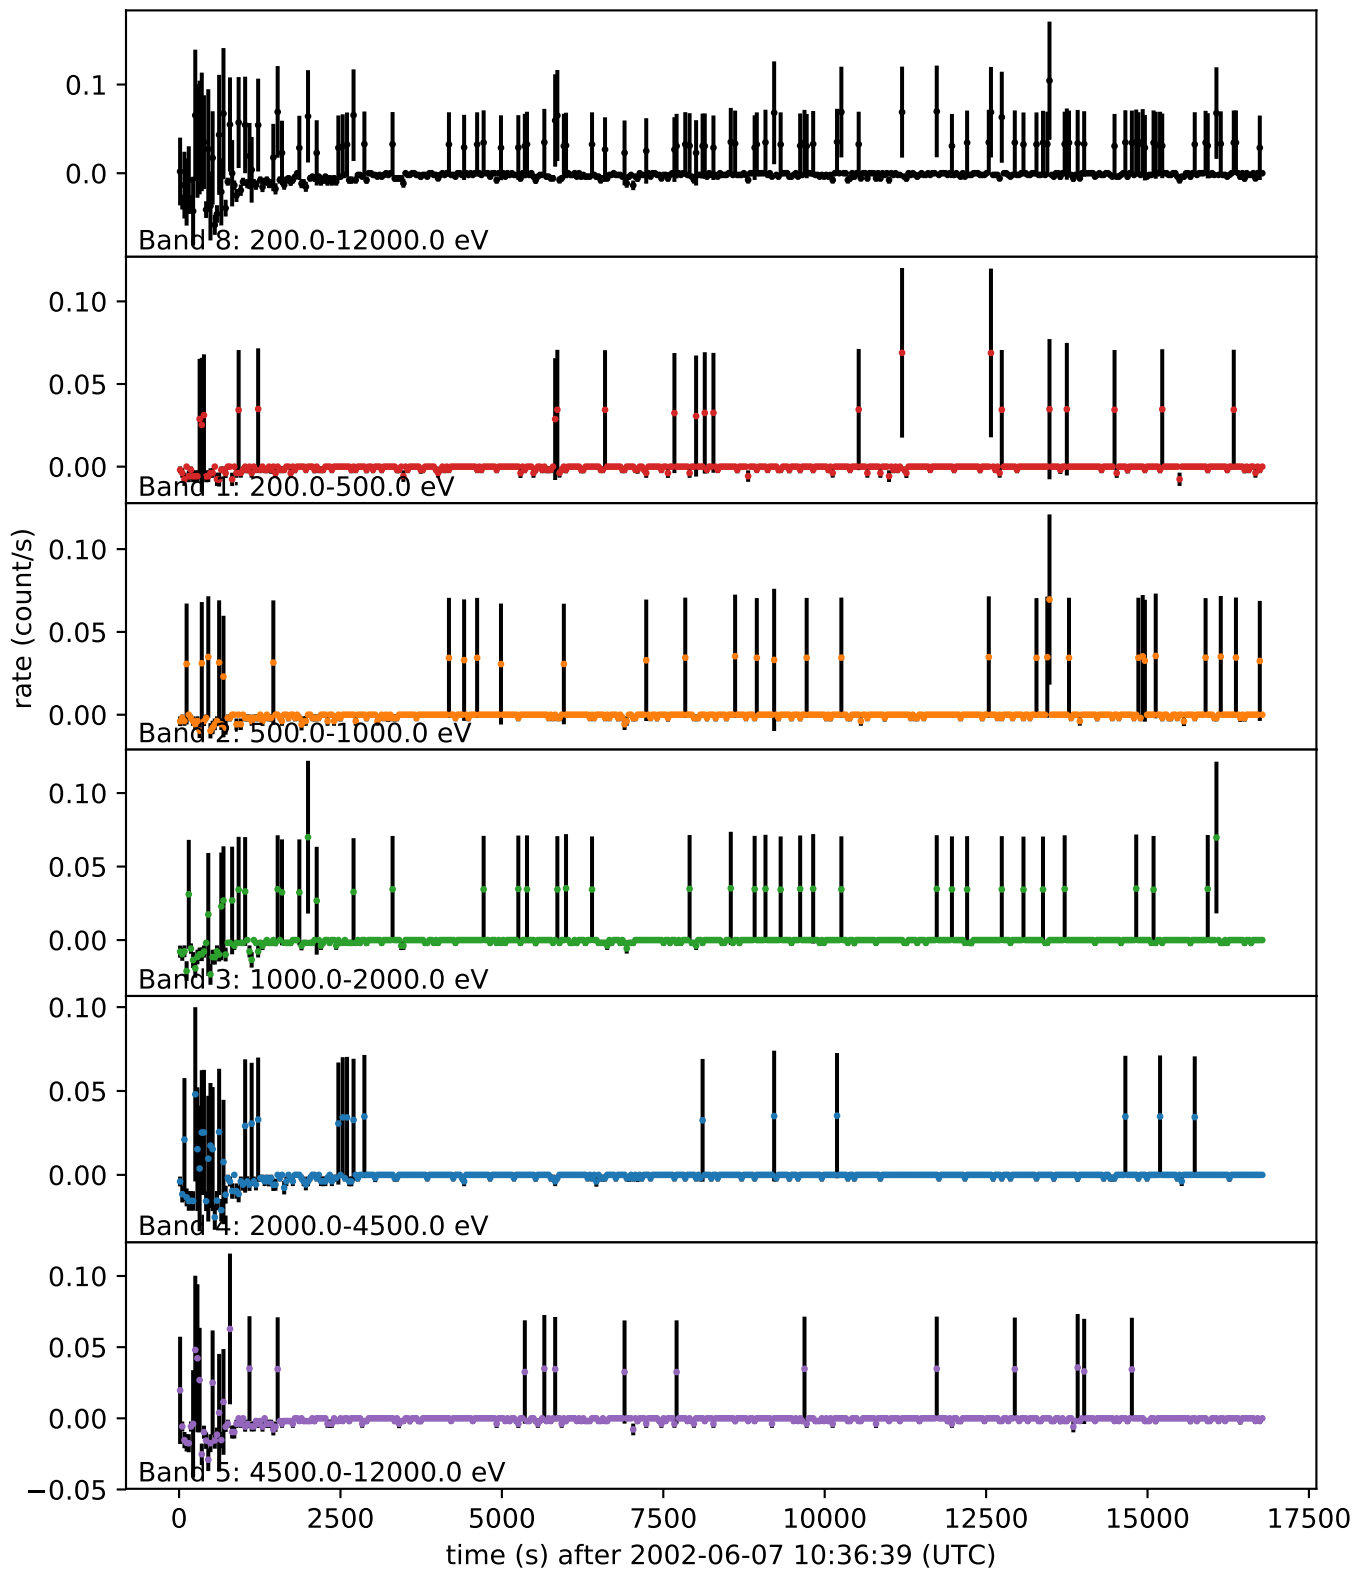 0.1
0.0
Band 8: 200.0-12000.0 eV
0.10
0.05
0.00
Band 1: 200.0-500.0 eV
0.10
0.05
0.00
Band 2: 500.0-1000.0 eV
rate (count/s)
0.10
0.05
0.00
Band 3: 1000.0-2000.0 eV
0.10
0.05
0.00
Band 4: 2000.0-4500.0 eV
0.10
0.05
0.00
−0.05
Band 5: 4500.0-12000.0 eV
0 2500 5000 7500 10000 12500 15000 17500
time (s) after 2002-06-07 10:36:39 (UTC)